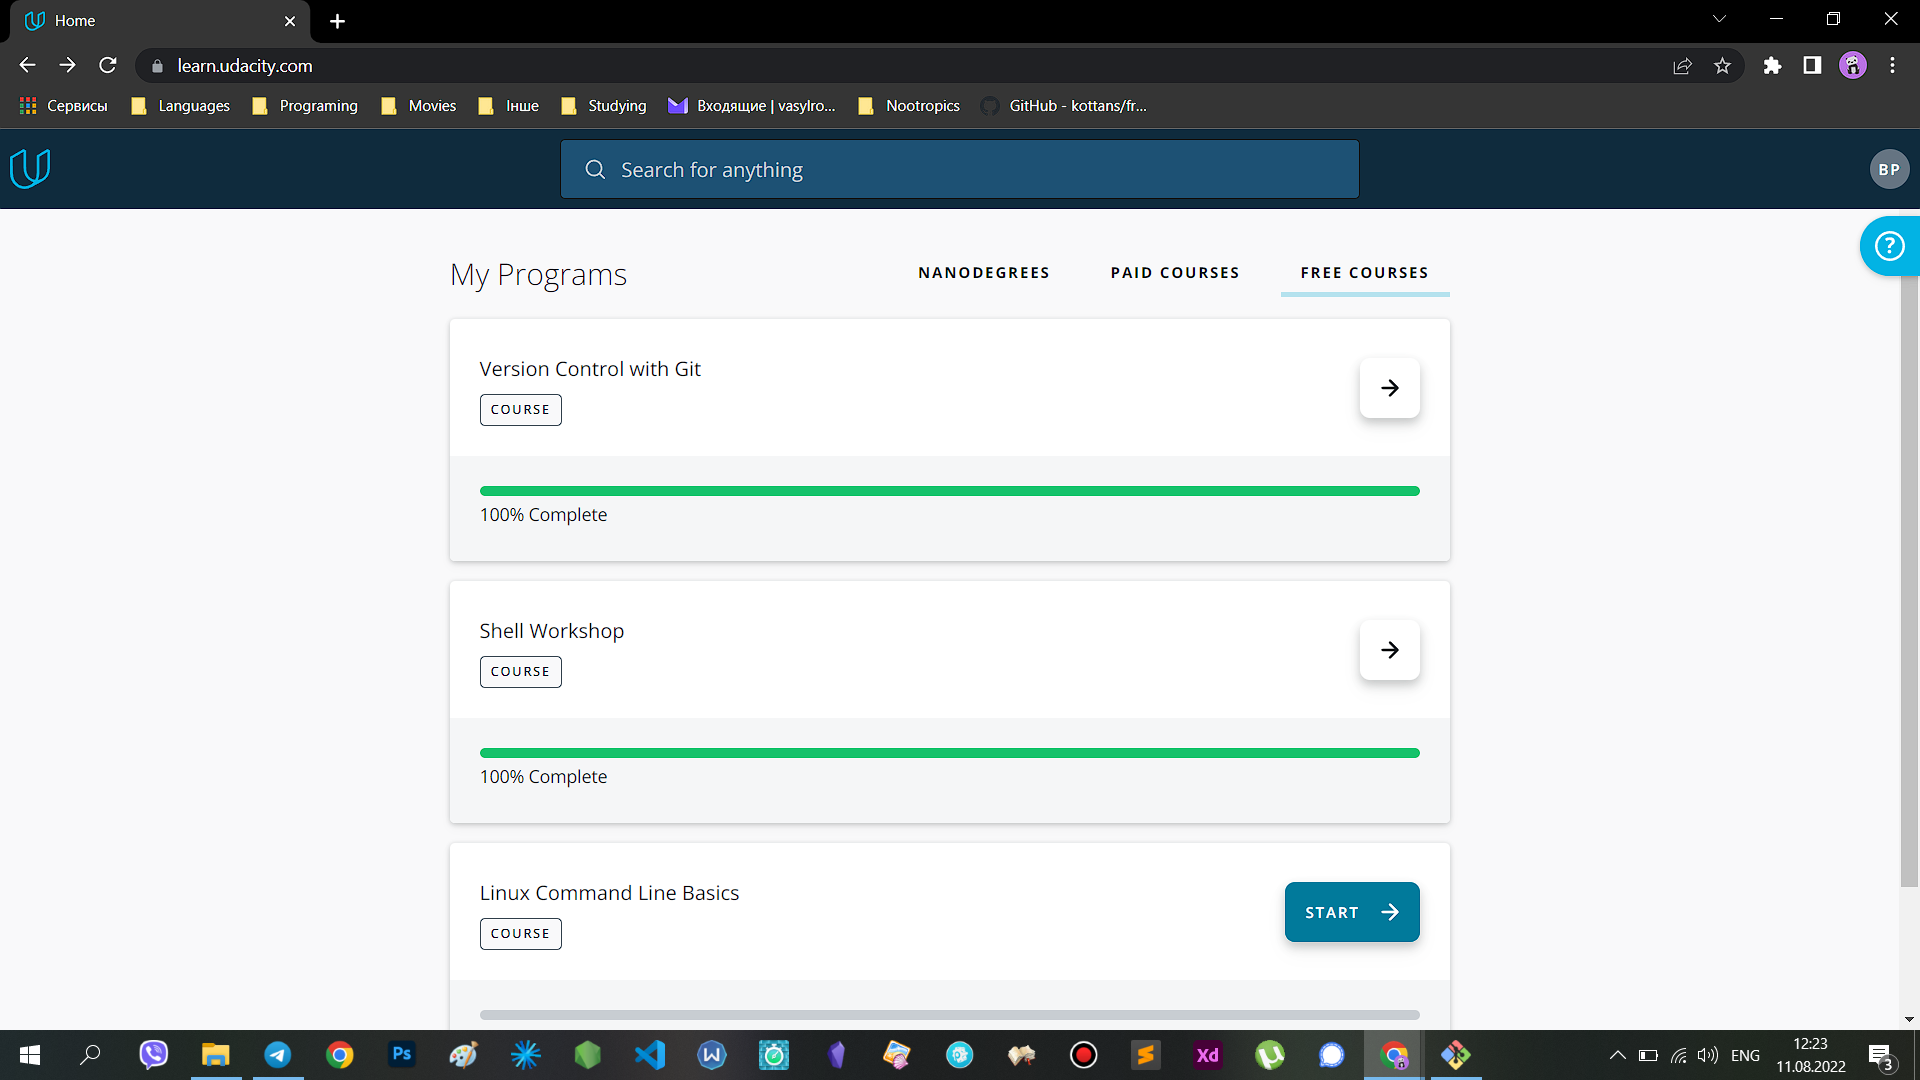 Home
learn.udacity.com
Сервисы Languages Programing Movies Інше Studying Входящие | vasylro... Nootropics GitHub - kottans/fr...
Search for anything
BP
My Programs NANODEGREES PAID COURSES FREE COURSES
Version Control with Git
COURSE
100% Complete
Shell Workshop
COURSE
100% Complete
Linux Command Line Basics
START
COURSE
Ps Xd ENG 12:23
11.08.2022
3